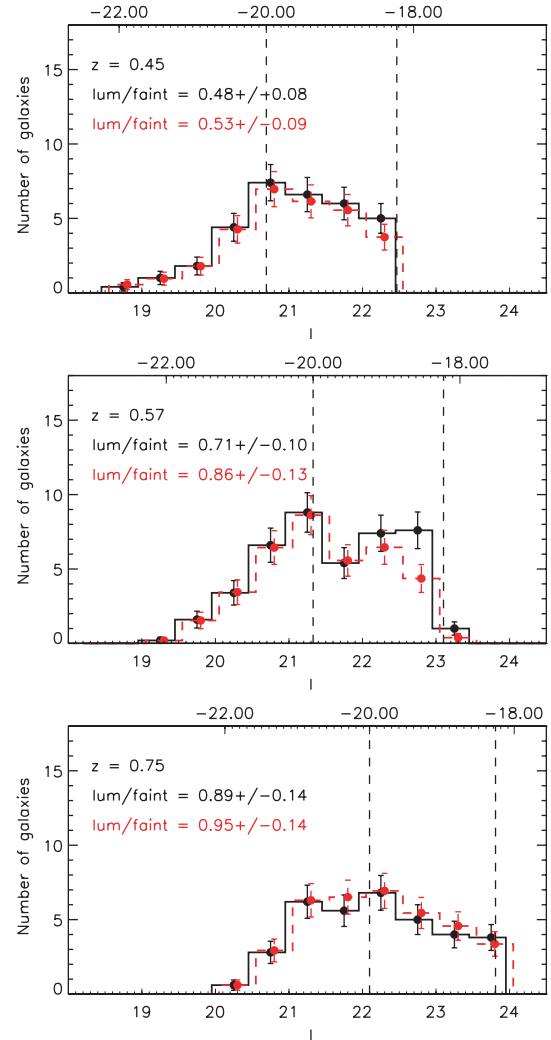 -22.00 -20.00 -18.00
z = 0.45
lum/faint = 0.48+/-0.08
lum/faint = 0.53+/-0.09
Number of galaxies
15
10
5
0
19 20 21 22 23 24
I
-22.00 -20.00 -18.00
z = 0.57
lum/faint = 0.71+/-0.10
lum/faint = 0.86+/-0.13
Number of galaxies
15
10
5
0
19 20 21 22 23 24
I
-22.00 -20.00 -18.00
z = 0.75
lum/faint = 0.89+/-0.14
lum/faint = 0.95+/-0.14
Number of galaxies
15
10
5
0
19 20 21 22 23 24
I